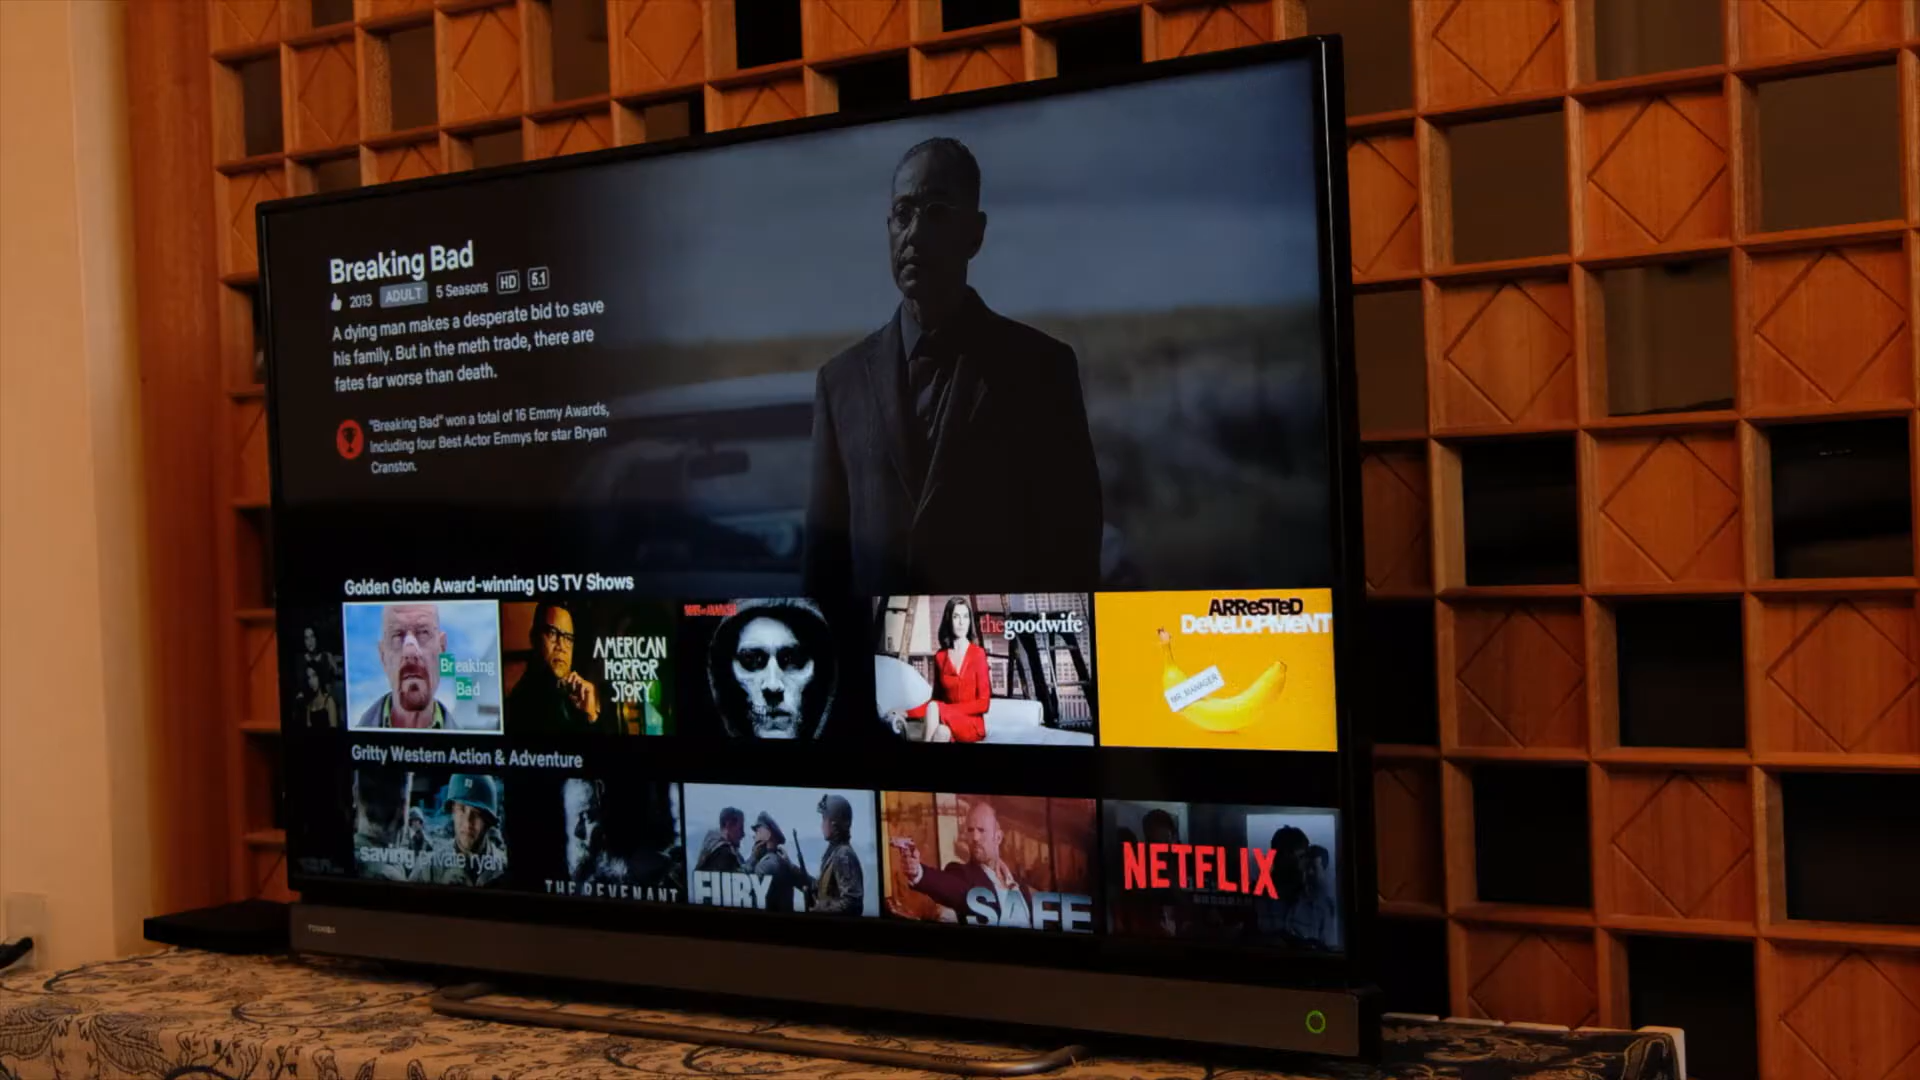 Breaking Bad
2013 ADULT 5 Seasons HD 5.1
A dying man makes a desperate bid to save
his family. But in the meth trade, there are
fates far worse than death.
"Breaking Bad" won a total of 16 Emmy Awards,
including four Best Actor Emmys for star Bryan
Cranston.
Golden Globe Award-winning US TV Shows
Breaking
Bad
AMERICAN
HORROR
STORY
SONS OF ANARCHY
thegoodwife
ARReSTeD
DeVeLOPMeNT
MR. MANAGER
Gritty Western Action & Adventure
saving private ryan
THE REVENANT
FURY
SAFE
NETFLIX
TOSHIBA